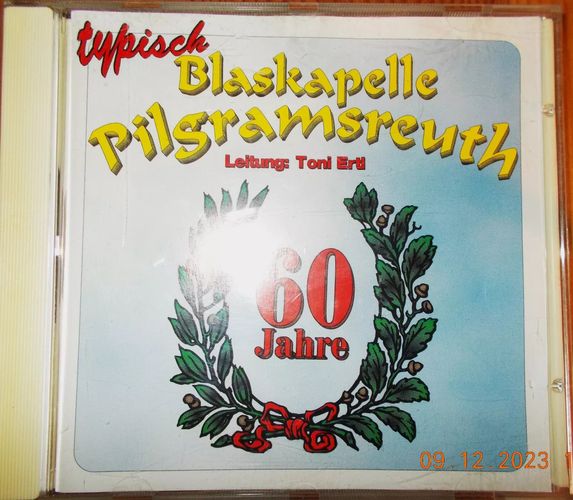 typisch
Blaskapelle
Pilgramsreuth
Leitung: Toni Ertl
60
Jahre
09.12.2023